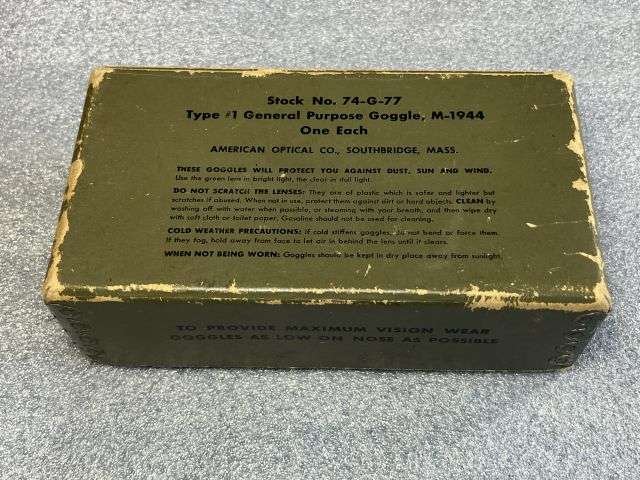 Stock No. 74-G-77
Type #1 General Purpose Goggle, M-1944
One Each
AMERICAN OPTICAL CO., SOUTHBRIDGE, MASS.
THESE GOGGLES WILL PROTECT YOU AGAINST DUST, SUN AND WIND.
Use the green lens in bright light, the clear in dull light.
DO NOT SCRATCH THE LENSES: They are of plastic which is safer and lighter but
scratches if abused. When not in use, protect them against dirt or hard objects. CLEAN by
washing off with water when possible, or steaming with your breath, and then wipe dry
with soft cloth or toilet paper. Gasoline should not be used for cleaning.
COLD WEATHER PRECAUTIONS: If cold stiffens goggles, do not bend or force them.
If they fog, hold away from face to let air in behind the lens until it clears.
WHEN NOT BEING WORN: Goggles should be kept in dry place away from sunlight.
TO PROVIDE MAXIMUM VISION WEAR
GOGGLES AS LOW ON NOSE AS POSSIBLE